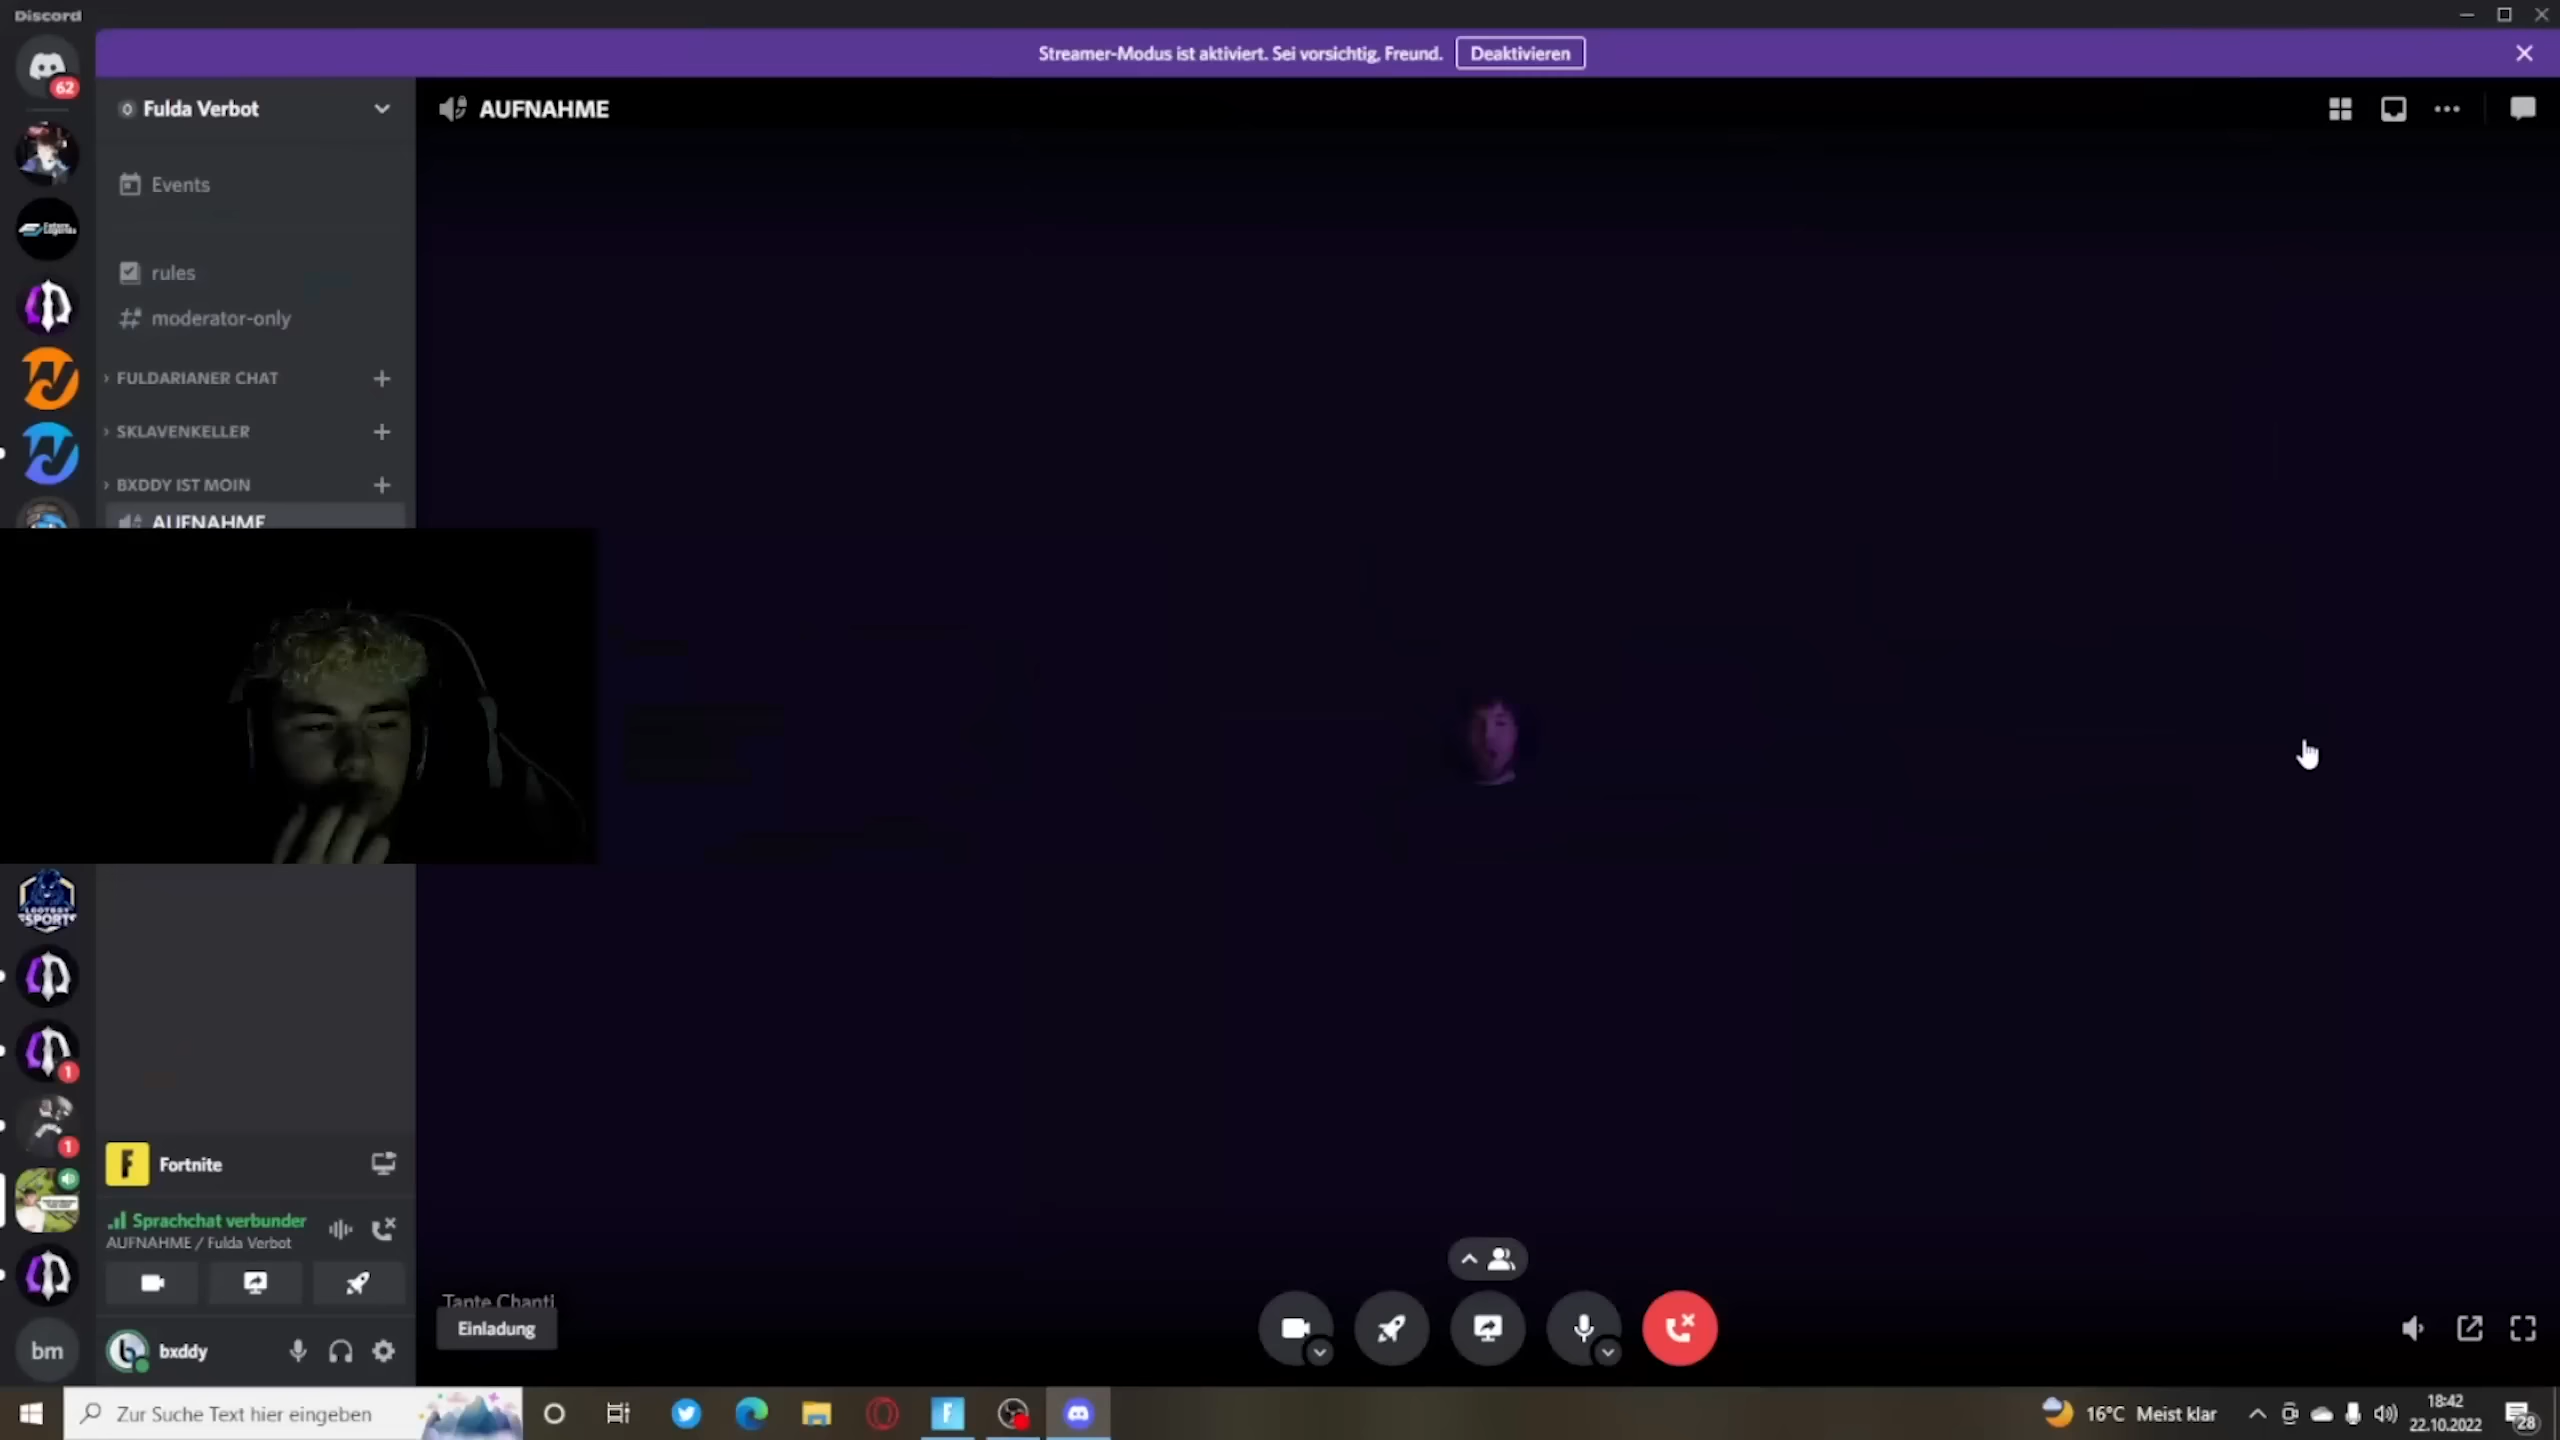 Discord
Streamer-Modus ist aktiviert. Sei vorsichtig, Freund.
Deaktivieren
62
Fulda Verbot
AUFNAHME
Events
rules
moderator-only
FULDARIANER CHAT
SKLAVENKELLER
BXDDY IST MOIN
AUFNAHME
1
1
Fortnite
Sprachchat verbunder
AUFNAHME / Fulda Verbot
Tante Chanti
Einladung
bm
bxddy
Zur Suche Text hier eingeben
16°C Meist klar
18:42
22.10.2022
28